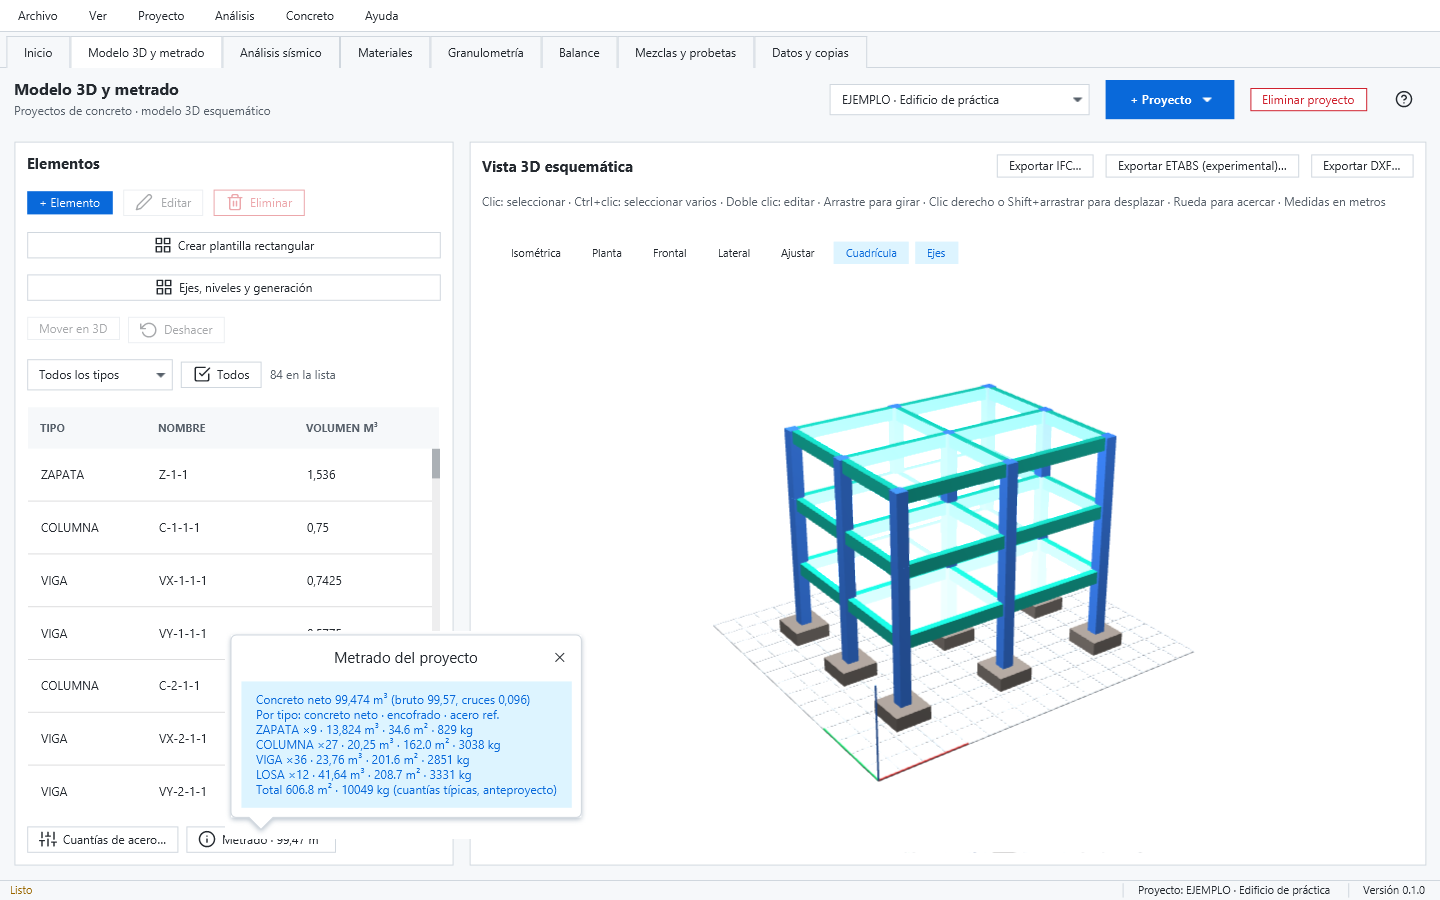 Archivo Ver Proyecto Análisis Concreto Ayuda
Inicio Modelo 3D y metrado Análisis sísmico Materiales Granulometría Balance Mezclas y probetas Datos y copias
Modelo 3D y metrado
Proyectos de concreto · modelo 3D esquemático
EJEMPLO · Edificio de práctica
+ Proyecto
Eliminar proyecto
Elementos
+ Elemento Editar Eliminar
Crear plantilla rectangular
Ejes, niveles y generación
Mover en 3D Deshacer
Todos los tipos Todos 84 en la lista
TIPO NOMBRE VOLUMEN M³
ZAPATA Z-1-1 1,536
COLUMNA C-1-1-1 0,75
VIGA VX-1-1-1 0,7425
VIGA VY-1-1-1
COLUMNA C-2-1-1
VIGA VX-2-1-1
VIGA VY-2-1-1
Metrado del proyecto
Concreto neto 99,474 m³ (bruto 99,57, cruces 0,096)
Por tipo: concreto neto · encofrado · acero ref.
ZAPATA ×9 · 13,824 m³ · 34.6 m² · 829 kg
COLUMNA ×27 · 20,25 m³ · 162.0 m² · 3038 kg
VIGA ×36 · 23,76 m³ · 201.6 m² · 2851 kg
LOSA ×12 · 41,64 m³ · 208.7 m² · 3331 kg
Total 606.8 m² · 10049 kg (cuantías típicas, anteproyecto)
Cuantías de acero... Metrado · 99,47 m
Vista 3D esquemática
Exportar IFC... Exportar ETABS (experimental)... Exportar DXF...
Clic: seleccionar · Ctrl+clic: seleccionar varios · Doble clic: editar · Arrastre para girar · Clic derecho o Shift+arrastrar para desplazar · Rueda para acercar · Medidas en metros
Isométrica Planta Frontal Lateral Ajustar Cuadrícula Ejes
Listo
Proyecto: EJEMPLO · Edificio de práctica Versión 0.1.0